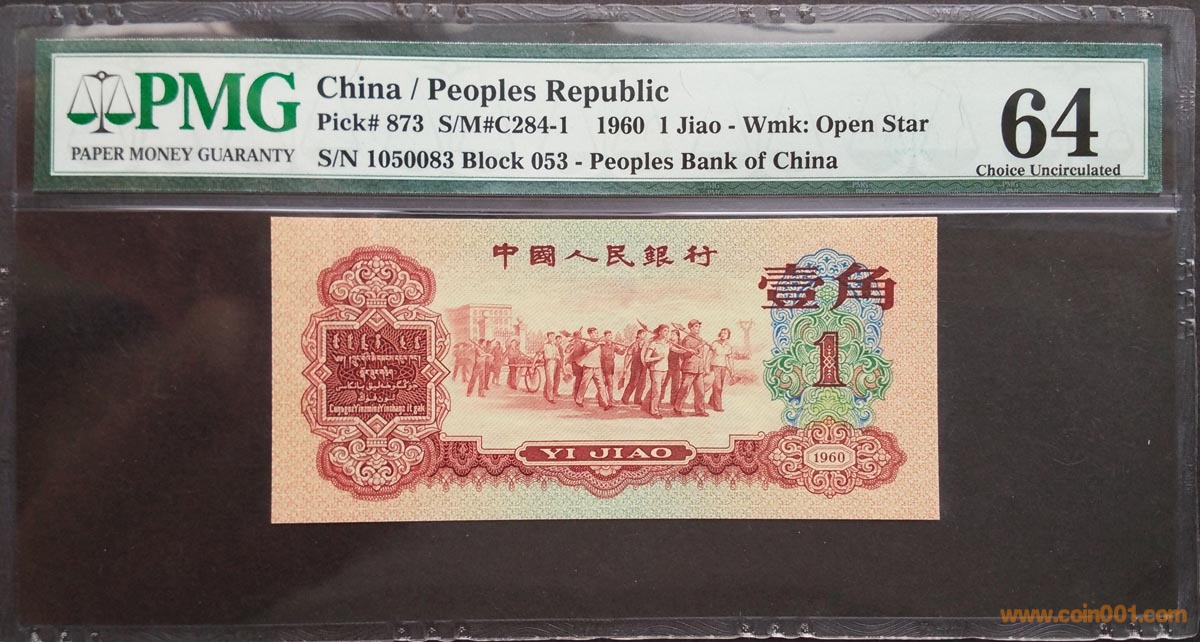 PMG
PAPER MONEY GUARANTY
China / Peoples Republic
Pick# 873 S/M#C284-1 1960 1 Jiao - Wmk: Open Star
S/N 1050083 Block 053 - Peoples Bank of China
64
Choice Uncirculated
中國人民銀行
壹角
1
YI JIAO
1960
www.coin001.com